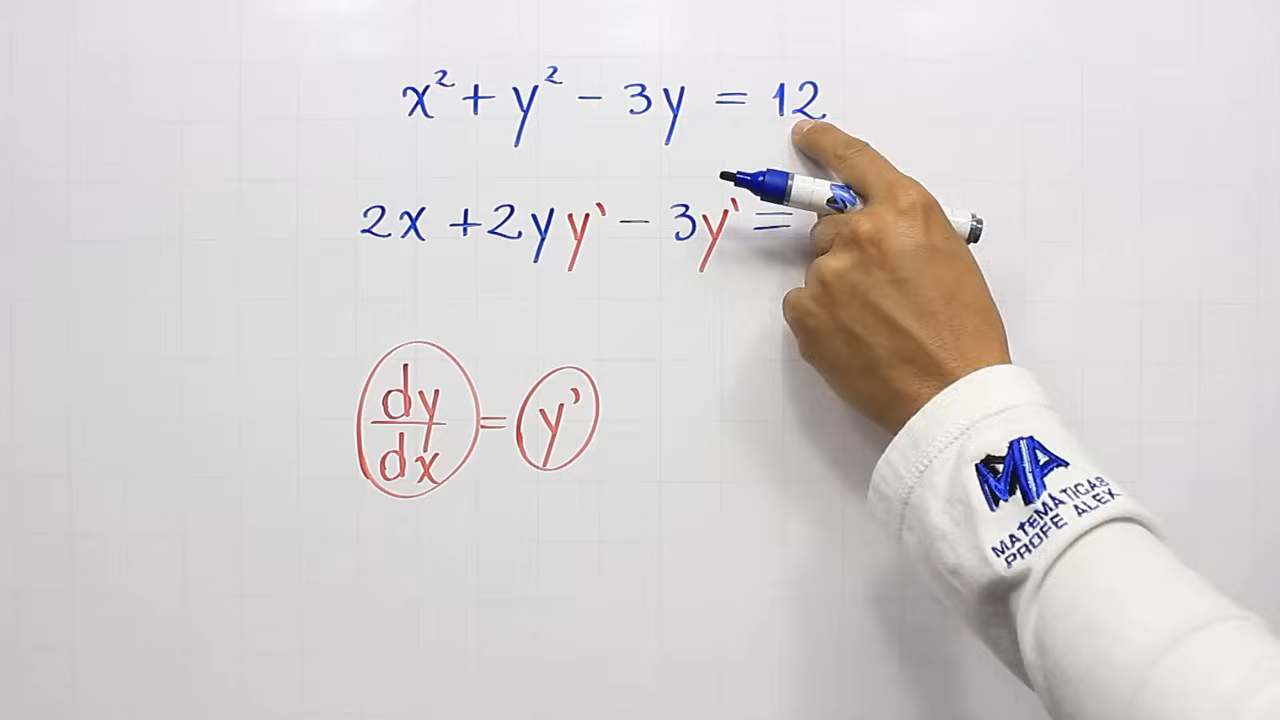 x² + y² - 3y = 12
2x + 2yy' - 3y' =
dy/dx = y'
MA
MATEMÁTICAS
PROFE ALEX